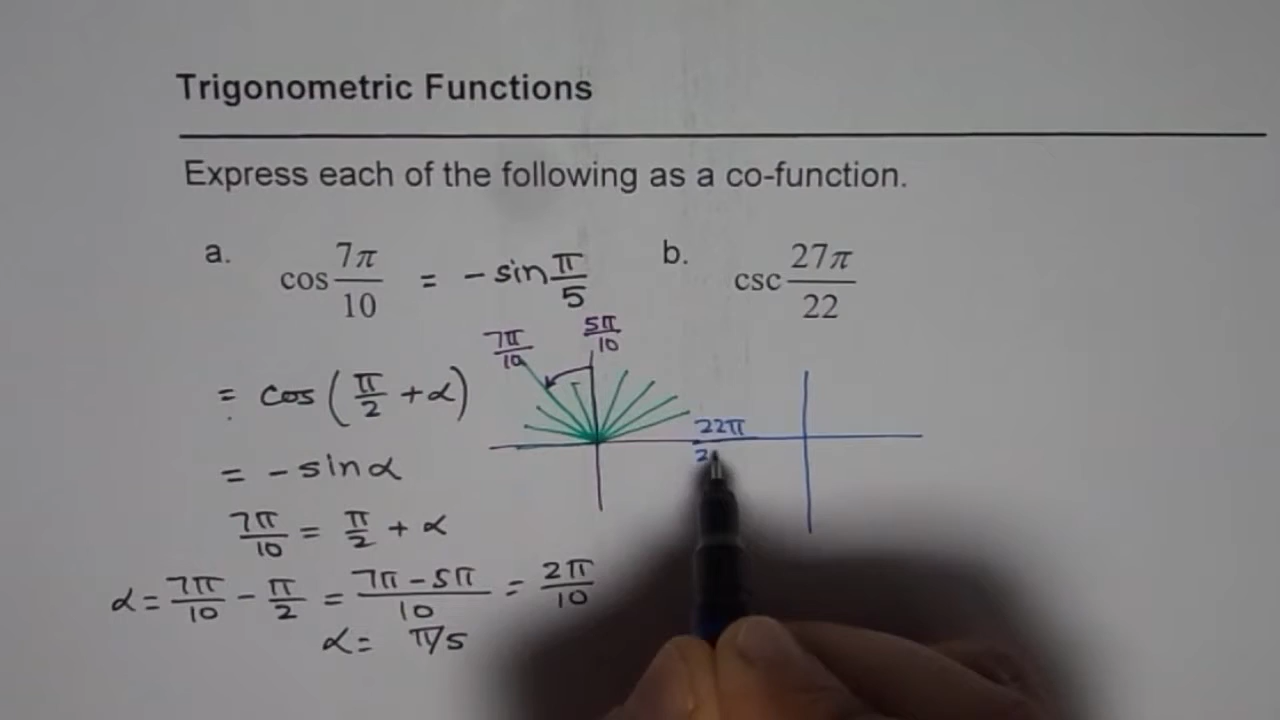 Trigonometric Functions
Express each of the following as a co-function.
a. cos 7π/10 = - sin π/5
5π/10
7π/10
= cos (π/2 + α)
= - sin α
7π/10 = π/2 + α
α = 7π/10 - π/2 = 7π - 5π/10 = 2π/10
α = π/5
b. csc 27π/22
22π/2